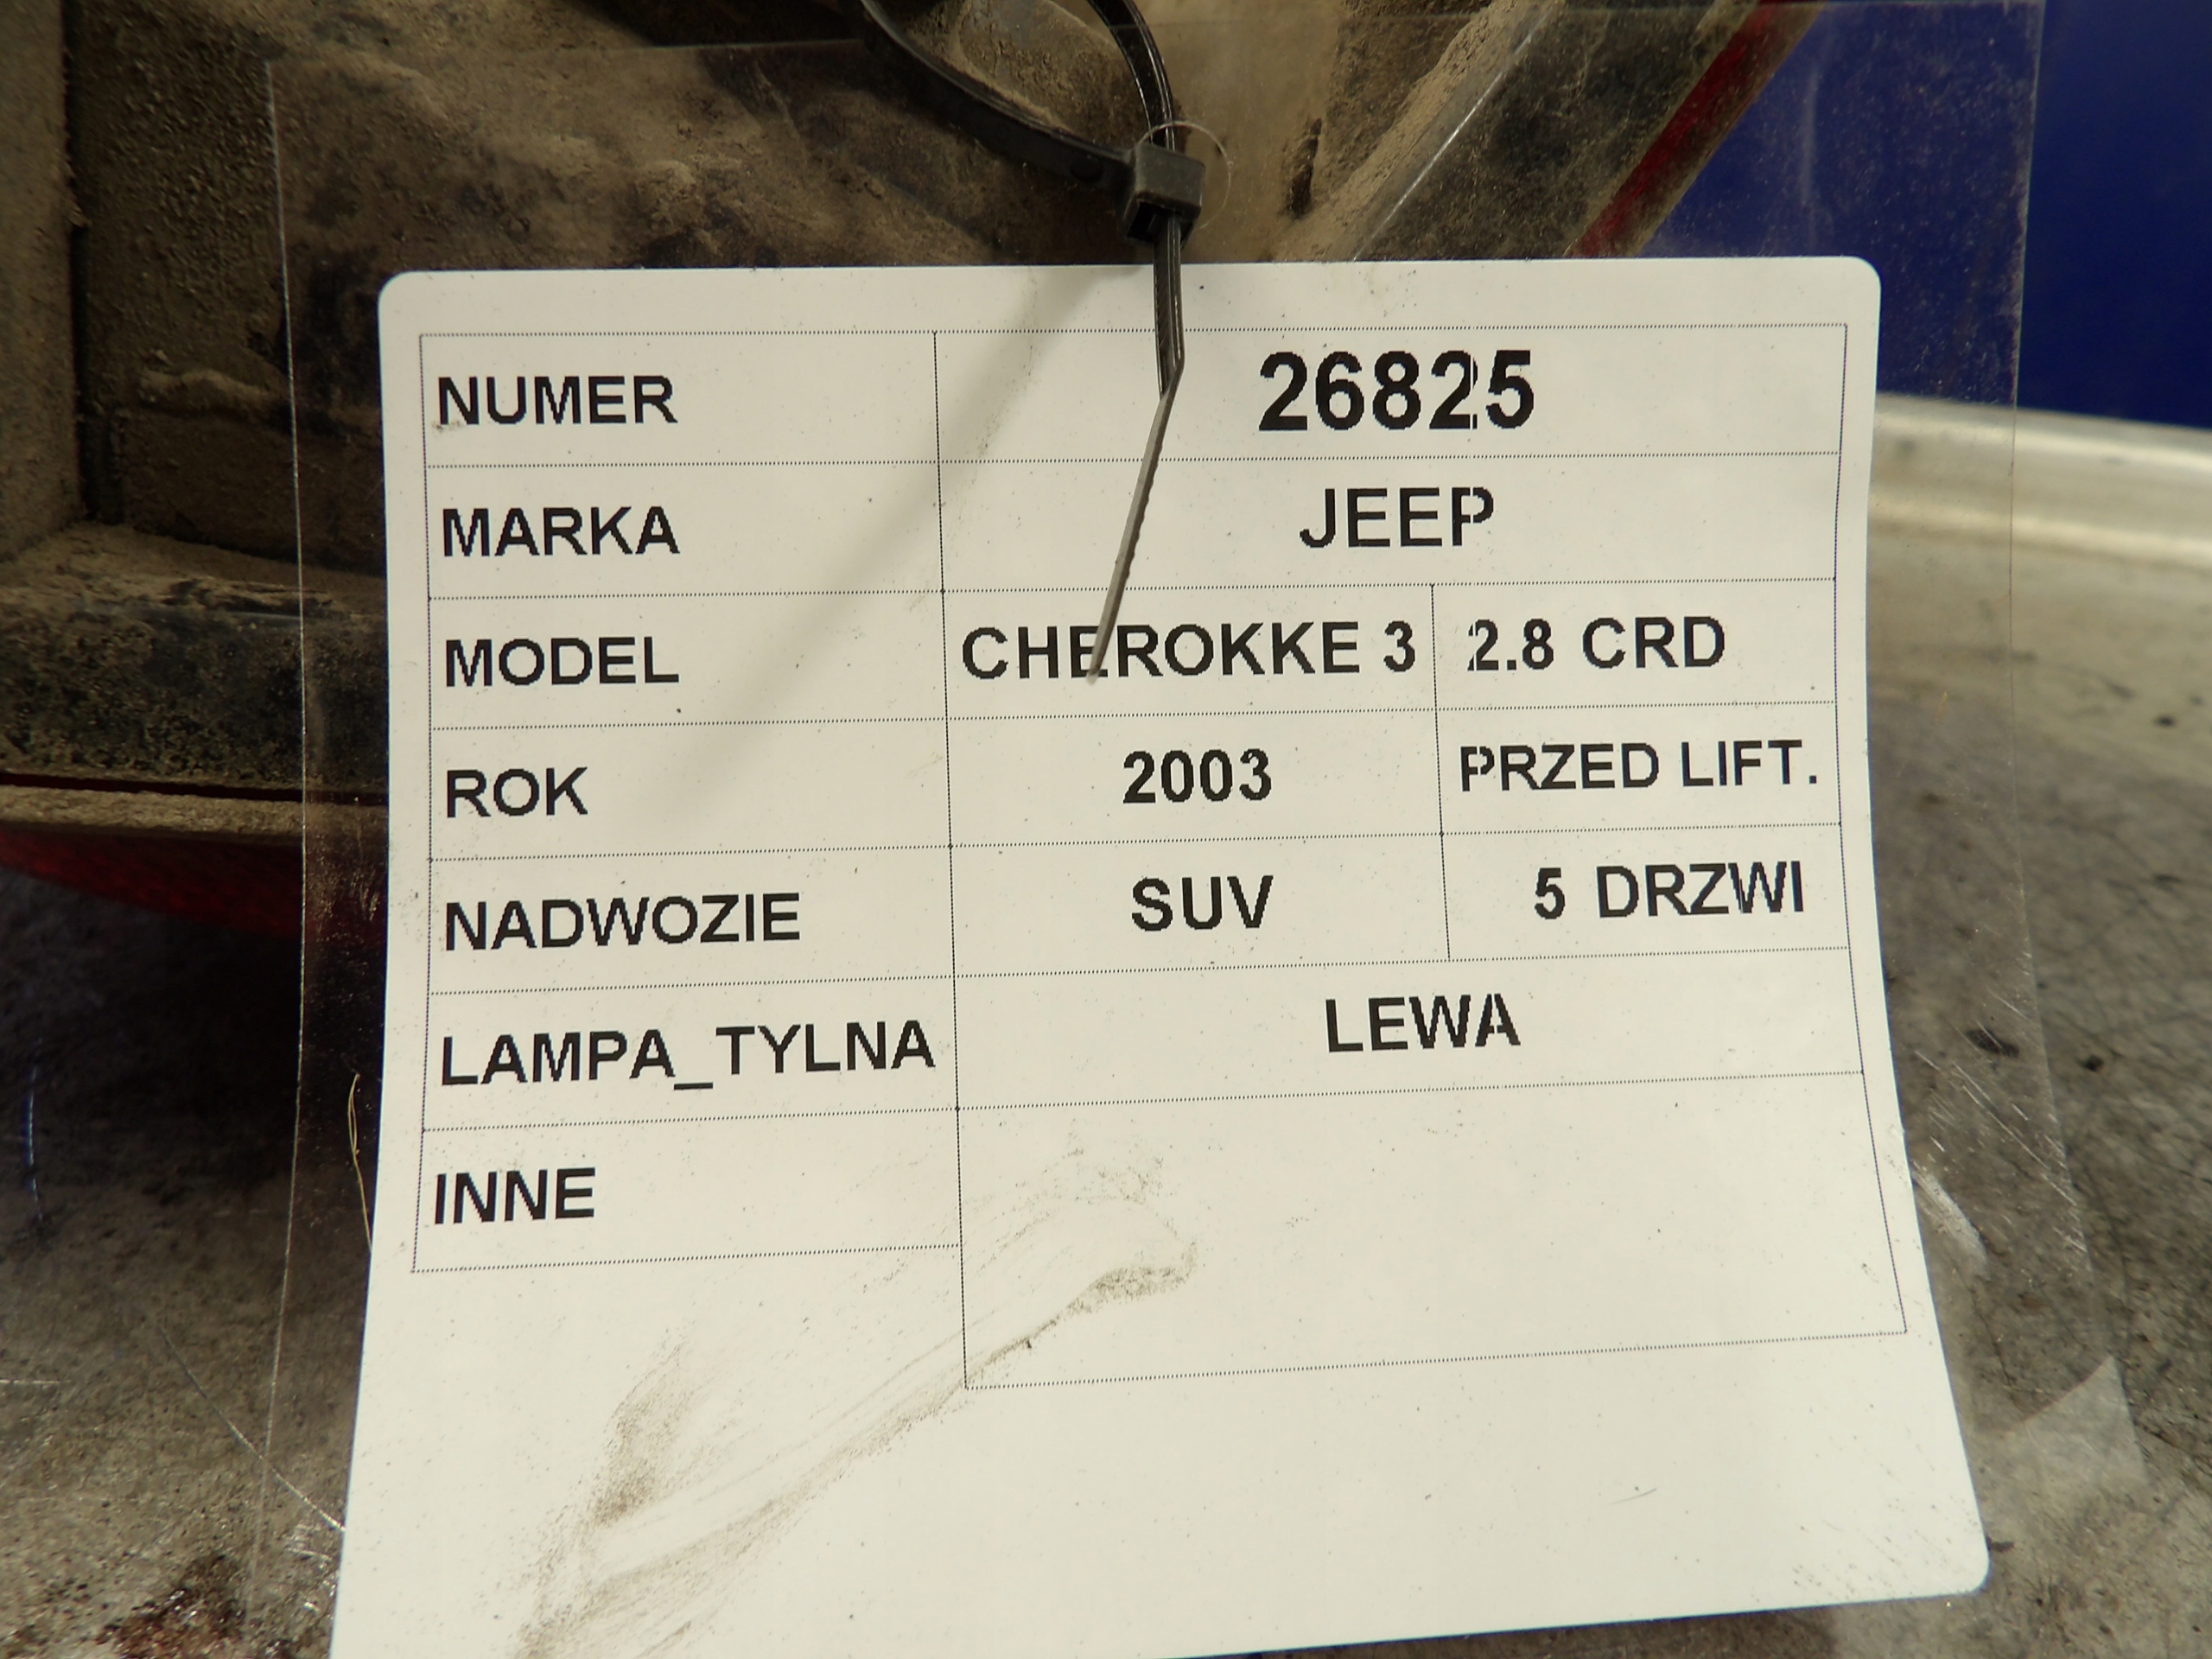 NUMER 26825
MARKA JEEP
MODEL CHEROKKE 3 2.8 CRD
ROK 2003 PRZED LIFT.
NADWOZIE SUV 5 DRZWI
LAMPA_TYLNA LEWA
INNE